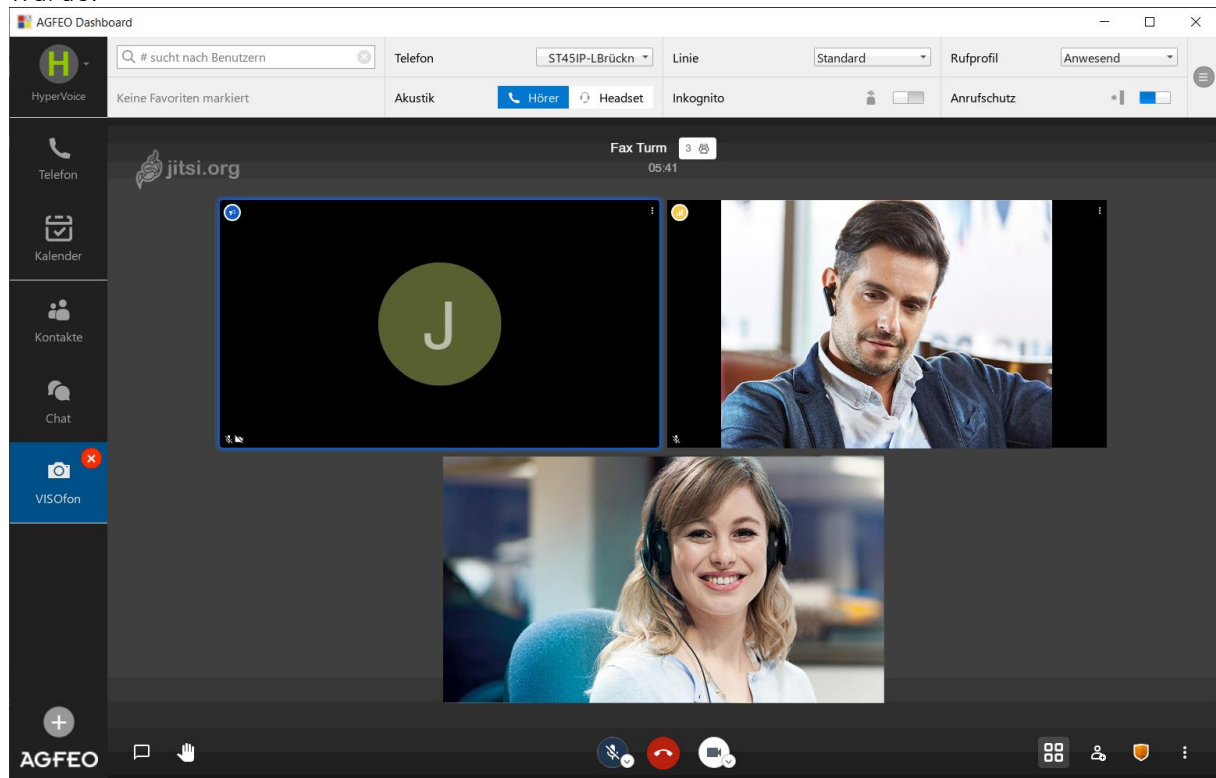 AGFEO Dashboard
# sucht nach Benutzern
Telefon
ST45IP-LBrückn
Linie
Standard
Rufprofil
Anwesend
HyperVoice
Keine Favoriten markiert
Akustik
Hörer
Headset
Inkognito
Anrufschutz
Telefon
Kalender
Kontakte
Chat
VISOfon
AGFEO
jitsi.org
Fax Turm
3
05:41
J